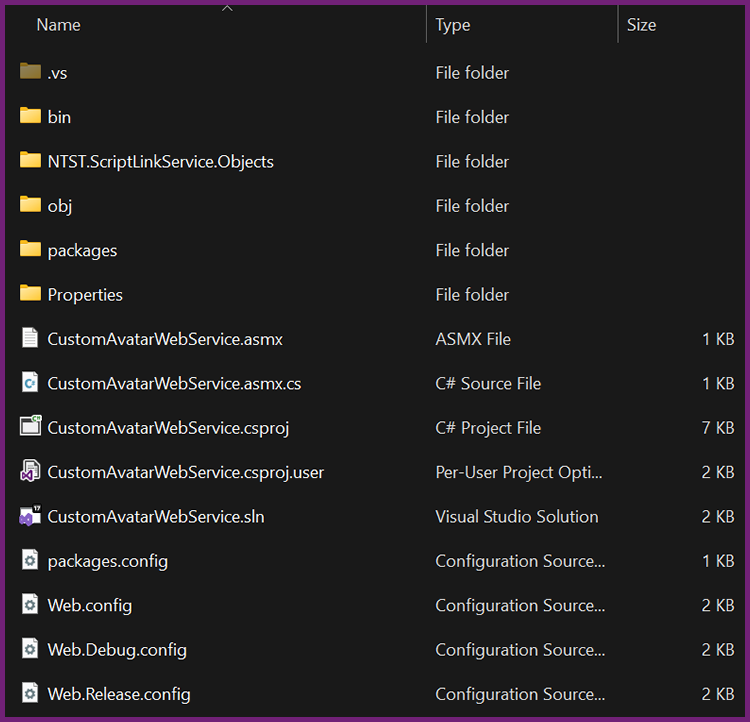 Name Type Size
.vs File folder
bin File folder
NTST.ScriptLinkService.Objects File folder
obj File folder
packages File folder
Properties File folder
CustomAvatarWebService.asmx ASMX File 1 KB
CustomAvatarWebService.asmx.cs C# Source File 1 KB
CustomAvatarWebService.csproj C# Project File 7 KB
CustomAvatarWebService.csproj.user Per-User Project Opti... 2 KB
CustomAvatarWebService.sln Visual Studio Solution 2 KB
packages.config Configuration Source... 1 KB
Web.config Configuration Source... 2 KB
Web.Debug.config Configuration Source... 2 KB
Web.Release.config Configuration Source... 2 KB